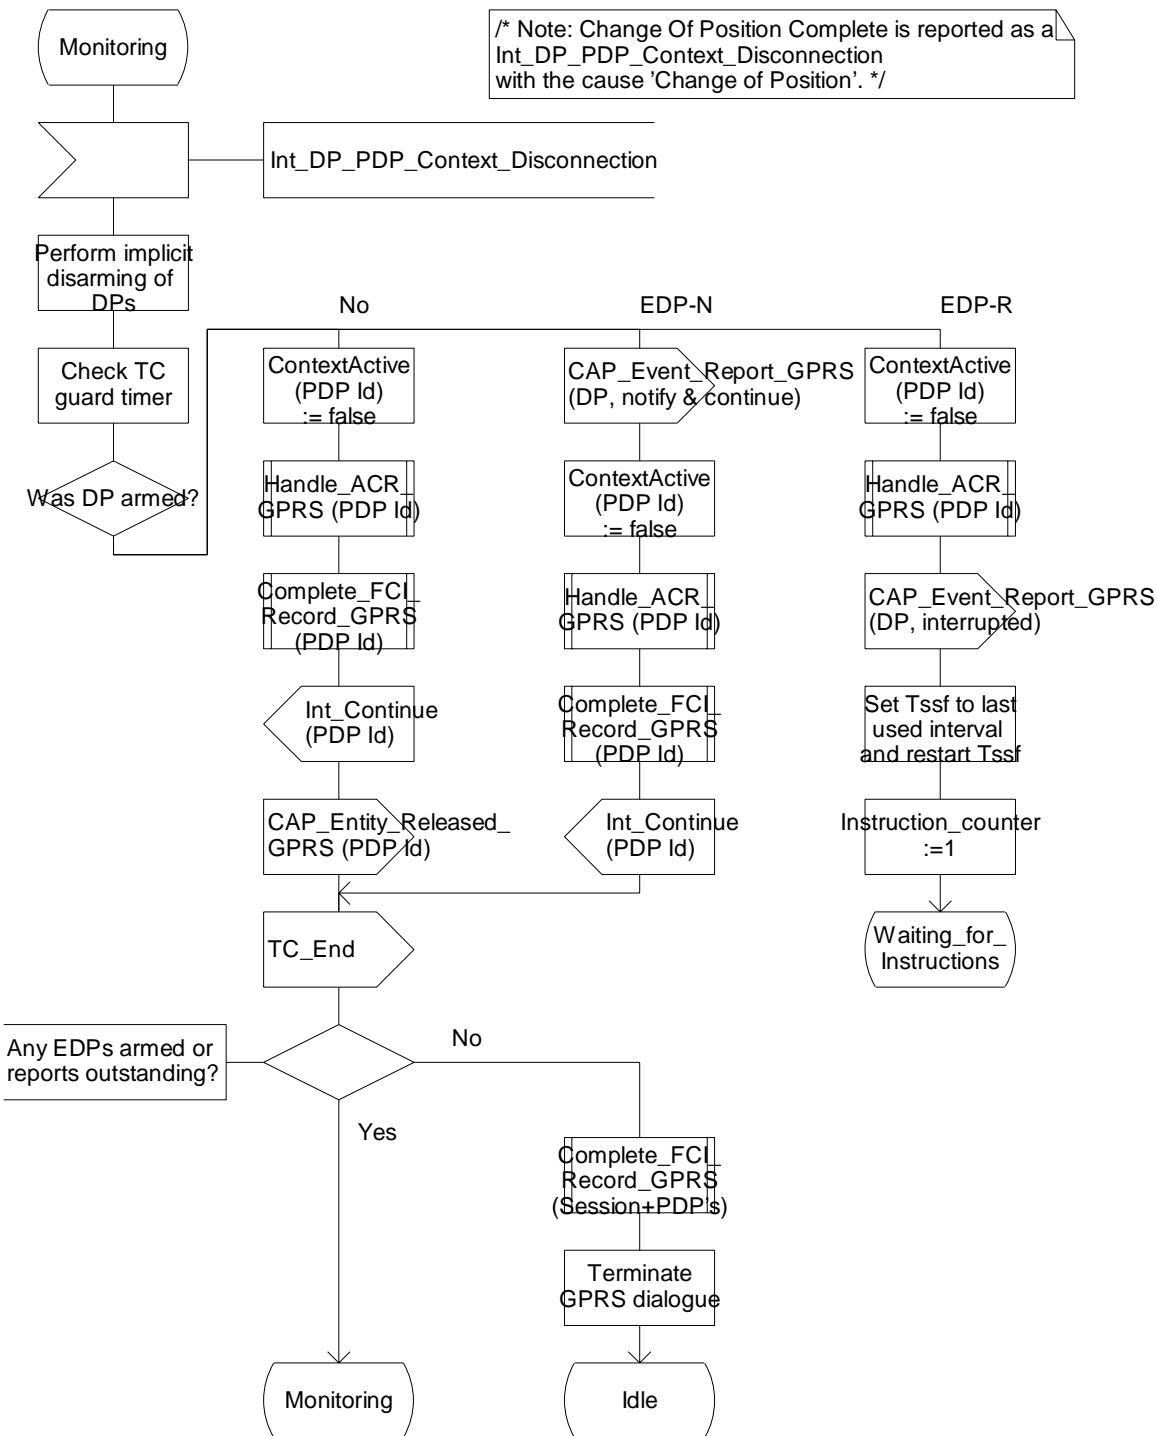 Monitoring
/* Note: Change Of Position Complete is reported as a
Int_DP_PDP_Context_Disconnection
with the cause 'Change of Position'. */
Int_DP_PDP_Context_Disconnection
Perform implicit
disarming of
DPs
Check TC
guard timer
Was DP armed?
No
ContextActive
(PDP Id)
:= false
Handle_ACR_
GPRS (PDP Id)
Complete_FCI_
Record_GPRS
(PDP Id)
Int_Continue
(PDP Id)
CAP_Entity_Released_
GPRS (PDP Id)
EDP-N
CAP_Event_Report_GPRS
(DP, notify & continue)
ContextActive
(PDP Id)
:= false
Handle_ACR_
GPRS (PDP Id)
Complete_FCI_
Record_GPRS
(PDP Id)
Int_Continue
(PDP Id)
EDP-R
ContextActive
(PDP Id)
:= false
Handle_ACR_
GPRS (PDP Id)
CAP_Event_Report_GPRS
(DP, interrupted)
Set Tssf to last
used interval
and restart Tssf
Instruction_counter
:=1
Waiting_for_
Instructions
TC_End
Any EDPs armed or
reports outstanding?
No
Yes
Complete_FCI_
Record_GPRS
(Session+PDP's)
Terminate
GPRS dialogue
Monitoring
Idle